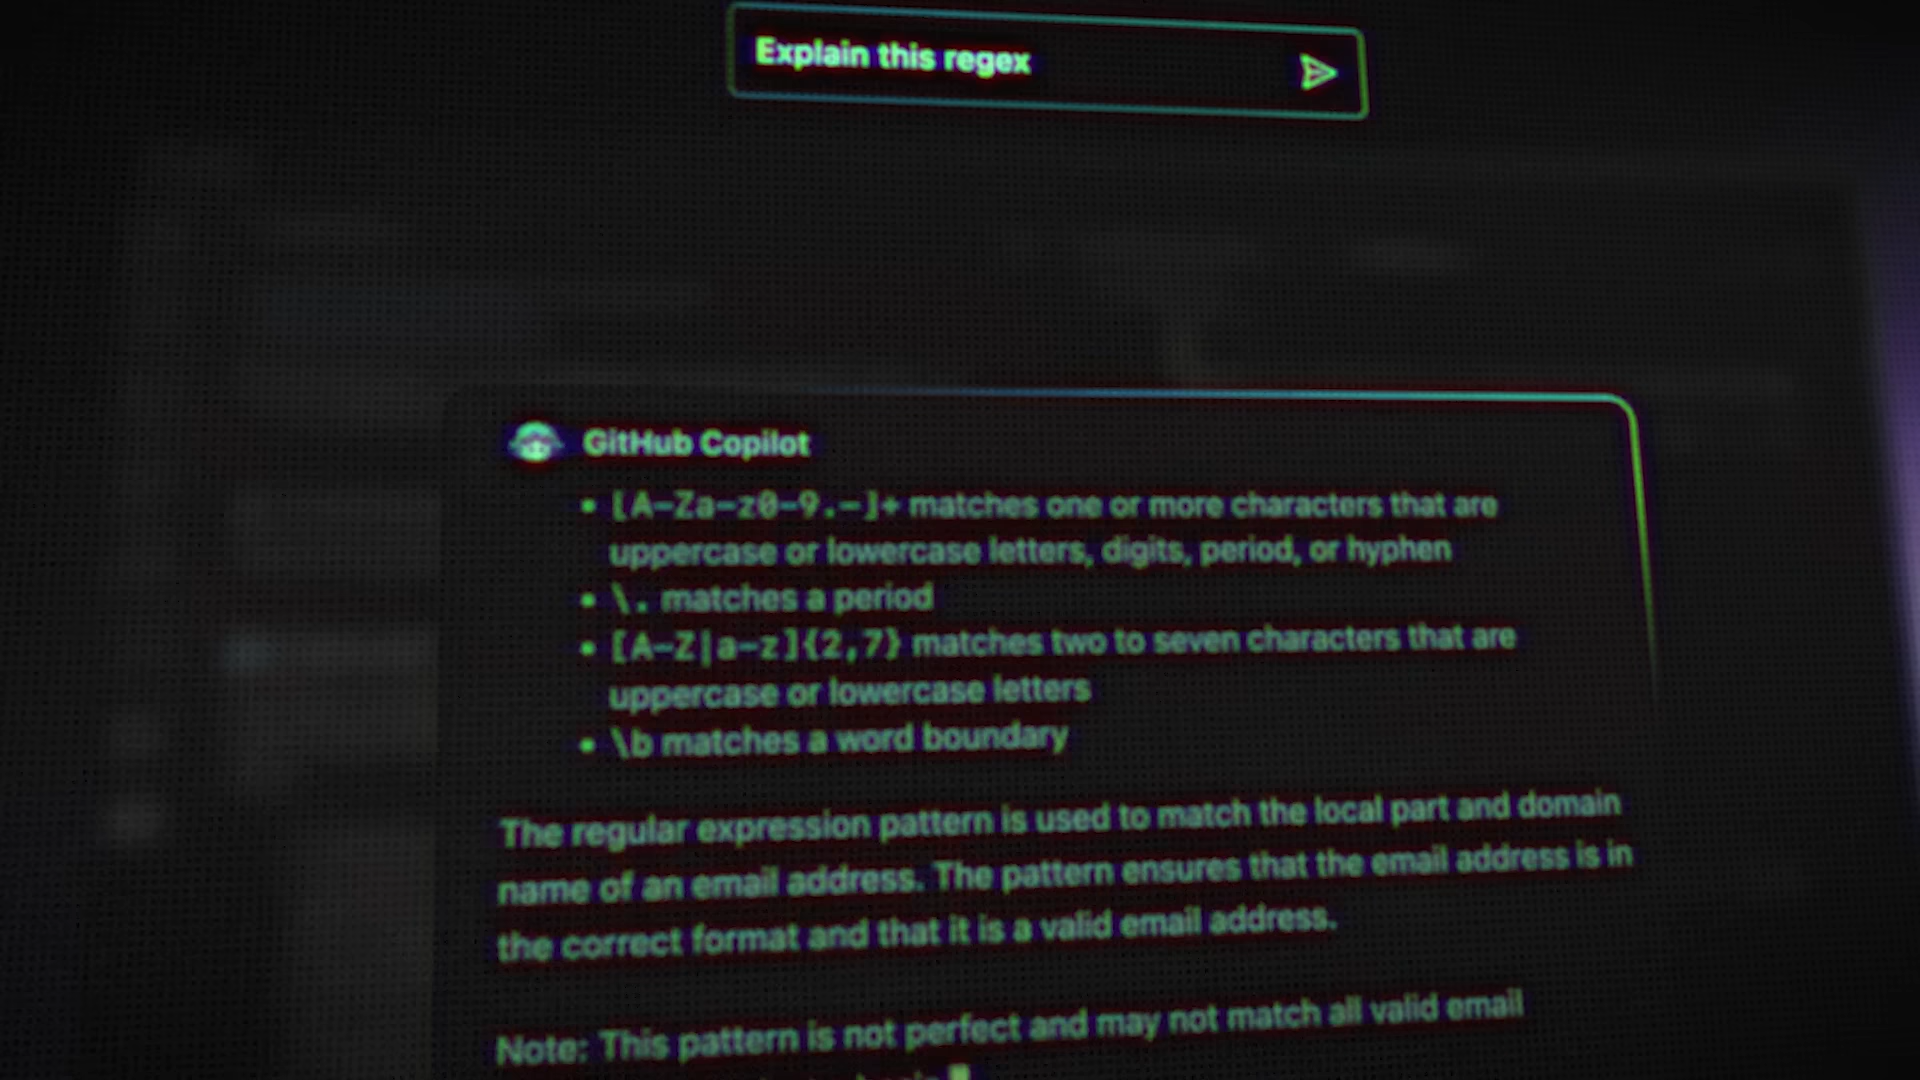 Explain this regex
GitHub Copilot
• [A-Za-z0-9.-]+ matches one or more characters that are
uppercase or lowercase letters, digits, period, or hyphen
• \. matches a period
• [A-Z|a-z]{2,7} matches two to seven characters that are
uppercase or lowercase letters
• \b matches a word boundary
The regular expression pattern is used to match the local part and domain
name of an email address. The pattern ensures that the email address is in
the correct format and that it is a valid email address.
Note: This pattern is not perfect and may not match all valid email